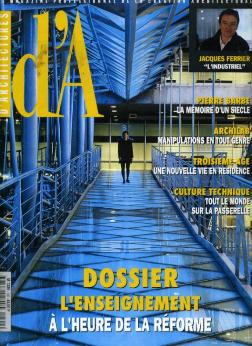 MAGAZINE PROFESSIONNEL DE LA CRÉATION ARCHITECTURALE
D'ARCHITECTURES
d'A
JACQUES FERRIER
"L'INDUSTRIEL"
PIERRE BARBE
LA MÉMOIRE D'UN SIÈCLE
ARCHILAB
MANIPULATIONS EN TOUT GENRE
TROISIÈME ÂGE
UNE NOUVELLE VIE EN RÉSIDENCE
CULTURE TECHNIQUE
TOUT LE MONDE
SUR LA PASSERELLE
DOSSIER
L'ENSEIGNEMENT
À L'HEURE DE LA RÉFORME